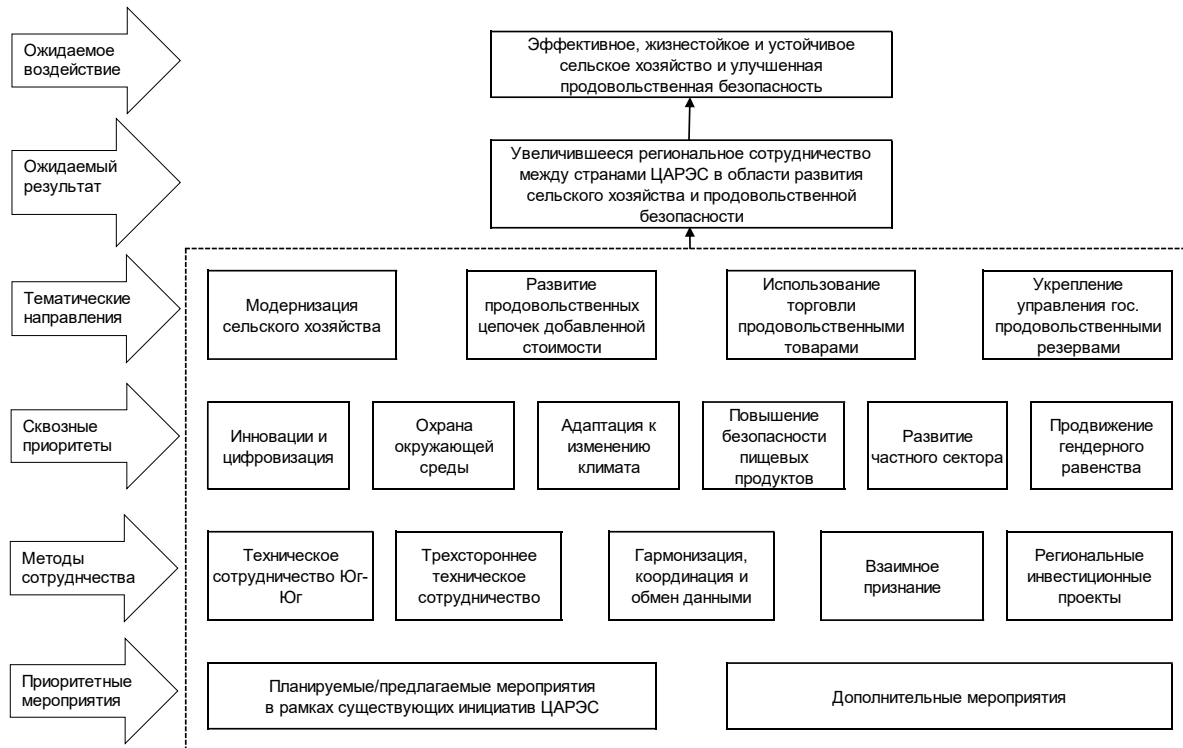 Ожидаемое
воздействие
Эффективное, жизнестойкое и устойчивое
сельское хозяйство и улучшенная
продовольственная безопасность
Ожидаемый
результат
Увеличившееся региональное сотрудничество
между странами ЦАРЭС в области развития
сельского хозяйства и продовольственной
безопасности
Тематические
направления
Модернизация
сельского хозяйства
Развитие
продовольственных
цепочек добавленной
стоимости
Использование
торговли
продовольственными
товарами
Укрепление
управления гос.
продовольственными
резервами
Сквозные
приоритеты
Инновации и
цифровизация
Охрана
окружающей
среды
Адаптация к
изменению
климата
Повышение
безопасности
пищевых
продуктов
Развитие
частного сектора
Продвижение
гендерного
равенства
Методы
сотруднчества
Техническое
сотрудничество Юг-
Юг
Трехстороннее
техническое
сотрудничество
Гармонизация,
координация и
обмен данными
Взаимное
признание
Региональные
инвестиционные
проекты
Приоритетные
мероприятия
Планируемые/предлагаемые мероприятия
в рамках существующих инициатив ЦАРЭС
Дополнительные мероприятия